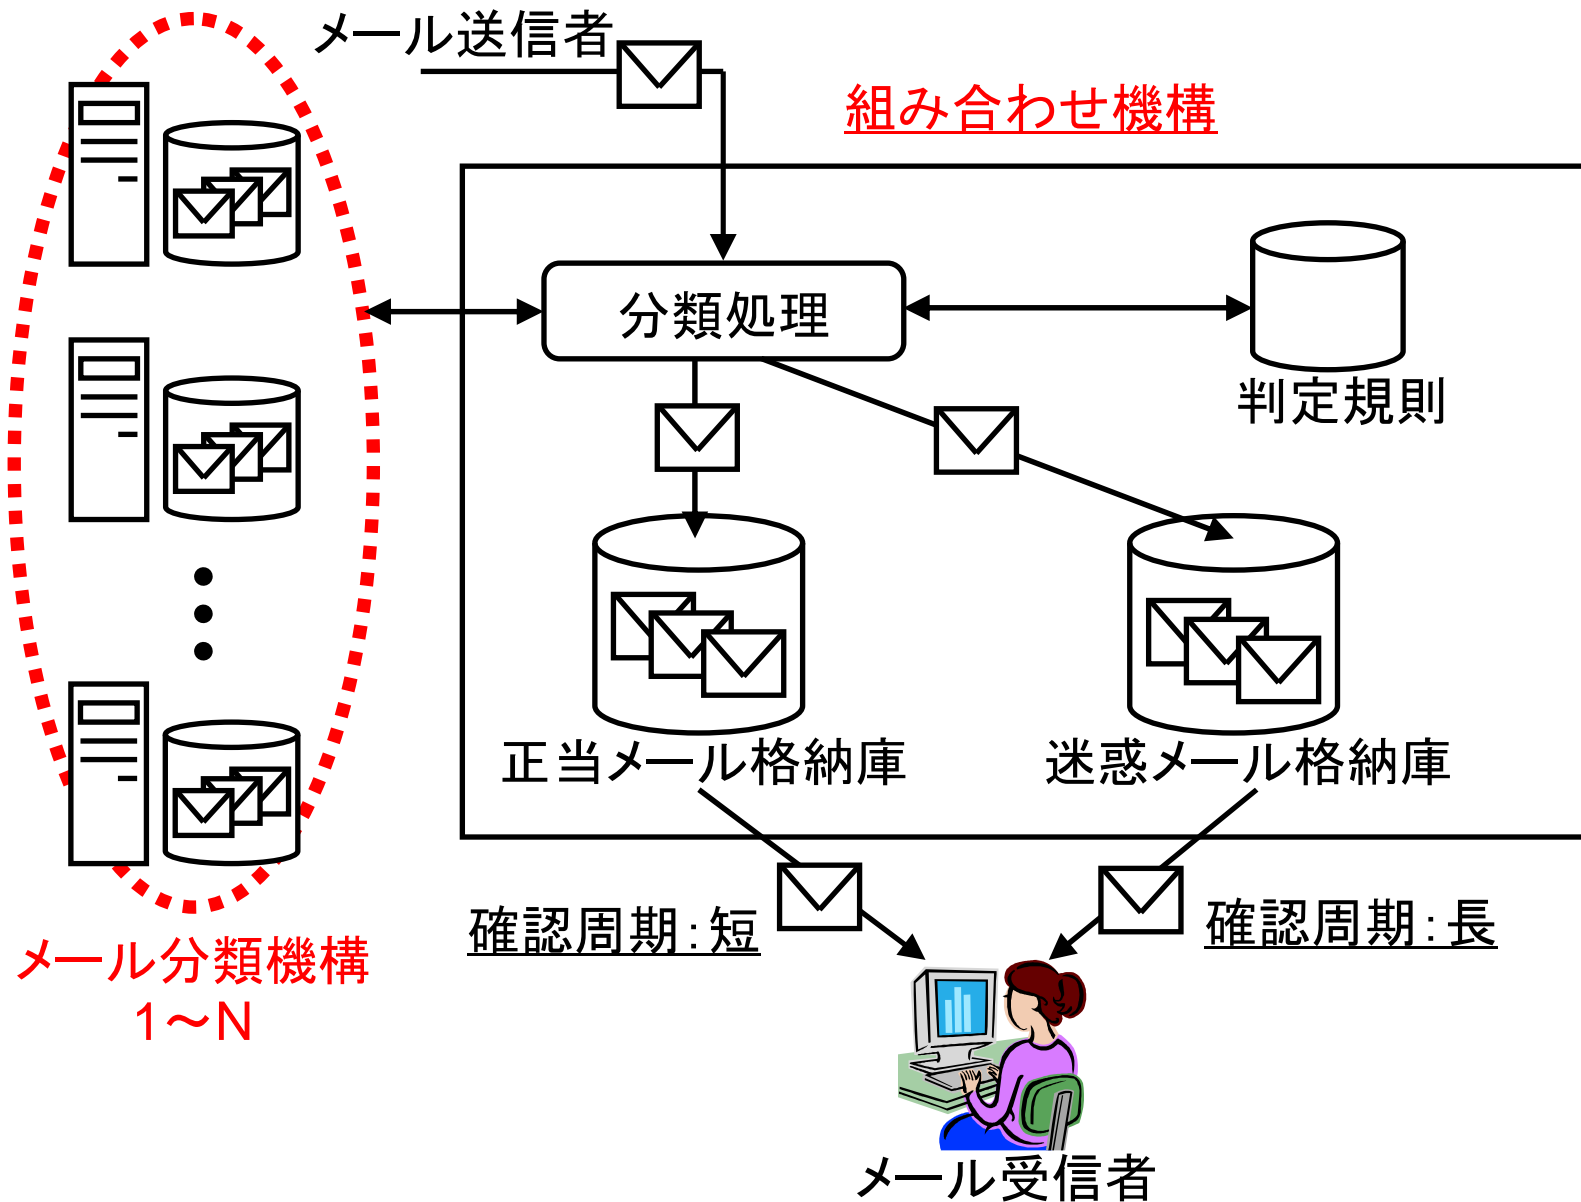 メール送信者
組み合わせ機構
分類処理
判定規則
正当メール格納庫
迷惑メール格納庫
確認周期：短
確認周期：長
メール分類機構
1～N
メール受信者